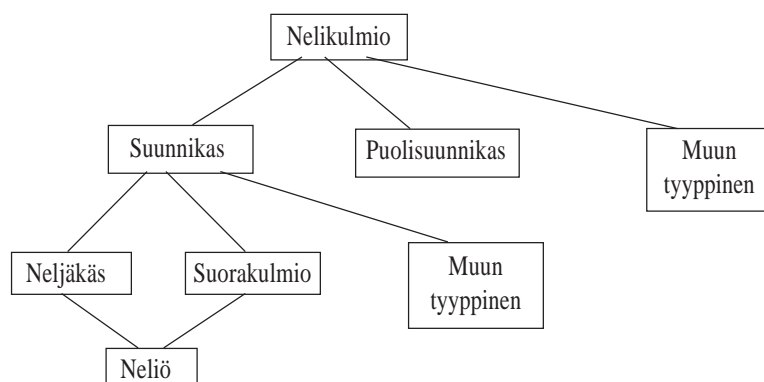 Nelikulmio
Suunnikas
Puolisuunnikas
Muun
tyyppinen
Neljäkäs
Suorakulmio
Muun
tyyppinen
Neliö